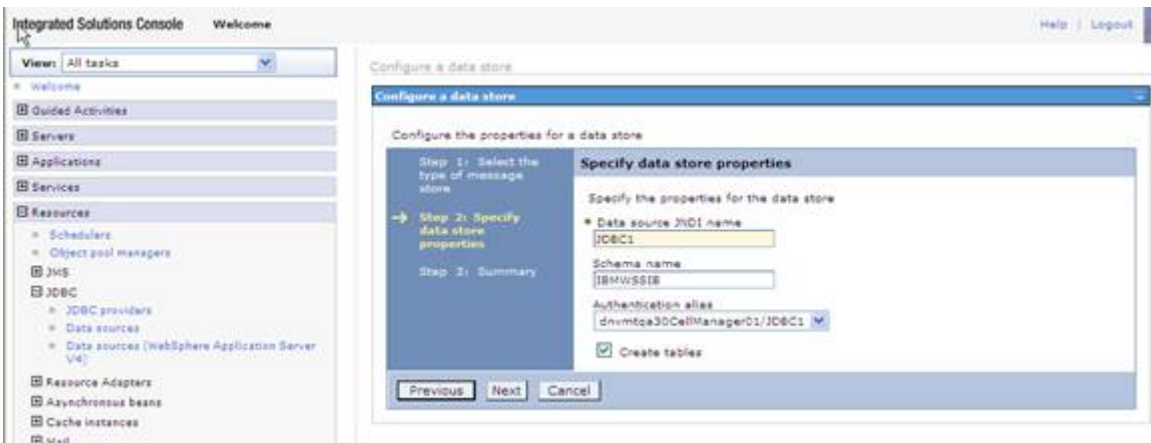 Integrated Solutions Console Welcome Help | Logout
View: All tasks
Welcome
Guided Activities
Servers
Applications
Services
Resources
Schedulers
Object pool managers
JMS
JDBC
JDBC providers
Data sources
Data sources (WebSphere Application Server
V4)
Resource Adapters
Asynchronous beans
Cache instances
Mail
Configure a data store
Configure a data store
Configure the properties for a data store
Step 1: Select the
type of message
store
Step 2: Specify
data store
properties
Step 3: Summary
Specify data store properties
Specify the properties for the data store
Data source JNDI name
JDBC1
Schema name
IBMWSSIB
Authentication alias
dnvmtqa30CellManager01/JDBC1
Create tables
Previous Next Cancel